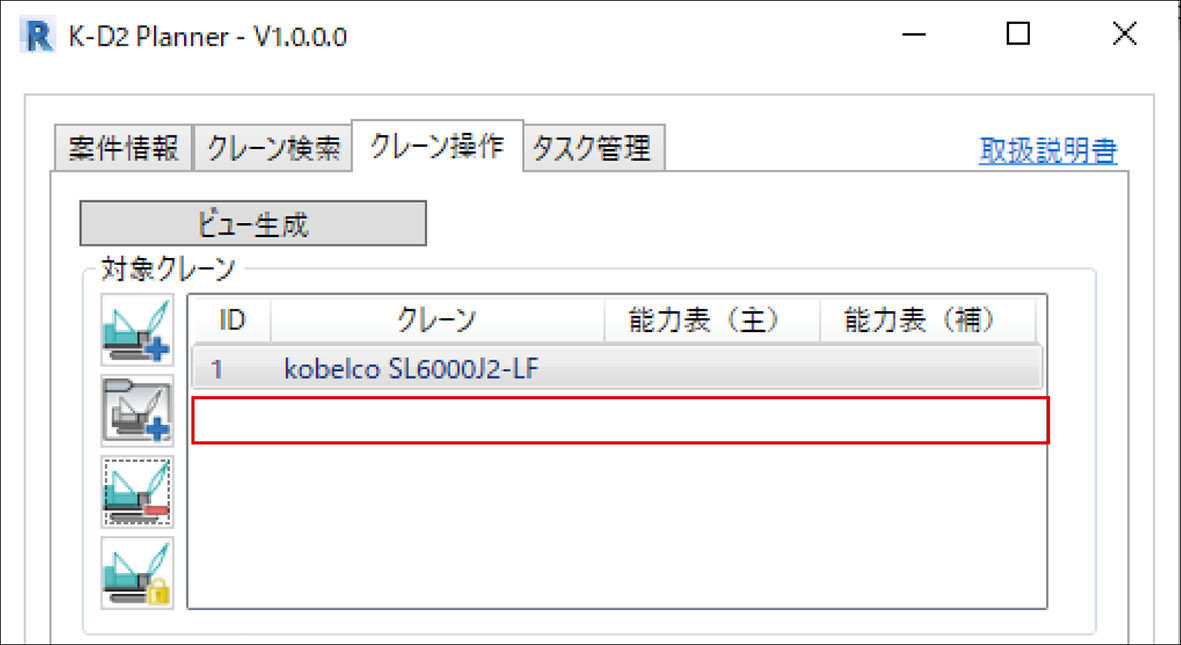 K-D2 Planner - V1.0.0.0
案件情報 クレーン検索 クレーン操作 タスク管理 取扱説明書
ビュー生成
対象クレーン
ID クレーン 能力表（主） 能力表（補）
1 kobelco SL6000J2-LF